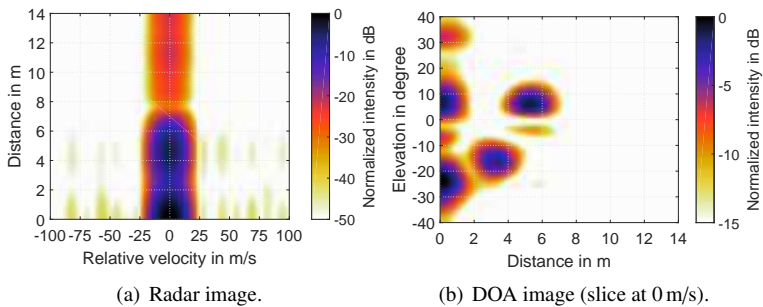 14
12
10
8
6
4
2
0
Distance in m
-100 -75 -50 -25 0 25 50 75 100
Relative velocity in m/s
0
-10
-20
-30
-40
-50
Normalized intensity in dB
(a) Radar image.
40
30
20
10
0
-10
-20
-30
-40
Elevation in degree
0 2 4 6 8 10 12 14
Distance in m
0
-5
-10
-15
Normalized intensity in dB
(b) DOA image (slice at 0 m/s).